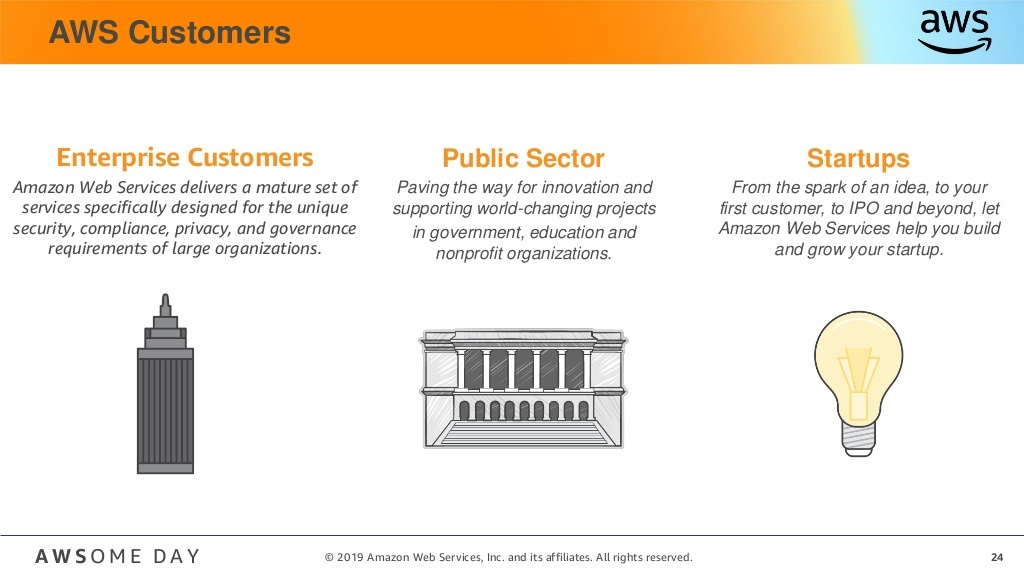 AWS Customers
aws
Enterprise Customers
Amazon Web Services delivers a mature set of
services specifically designed for the unique
security, compliance, privacy, and governance
requirements of large organizations.
Public Sector
Paving the way for innovation and
supporting world-changing projects
in government, education and
nonprofit organizations.
Startups
From the spark of an idea, to your
first customer, to IPO and beyond, let
Amazon Web Services help you build
and grow your startup.
AWSOME DAY
© 2019 Amazon Web Services, Inc. and its affiliates. All rights reserved.
24